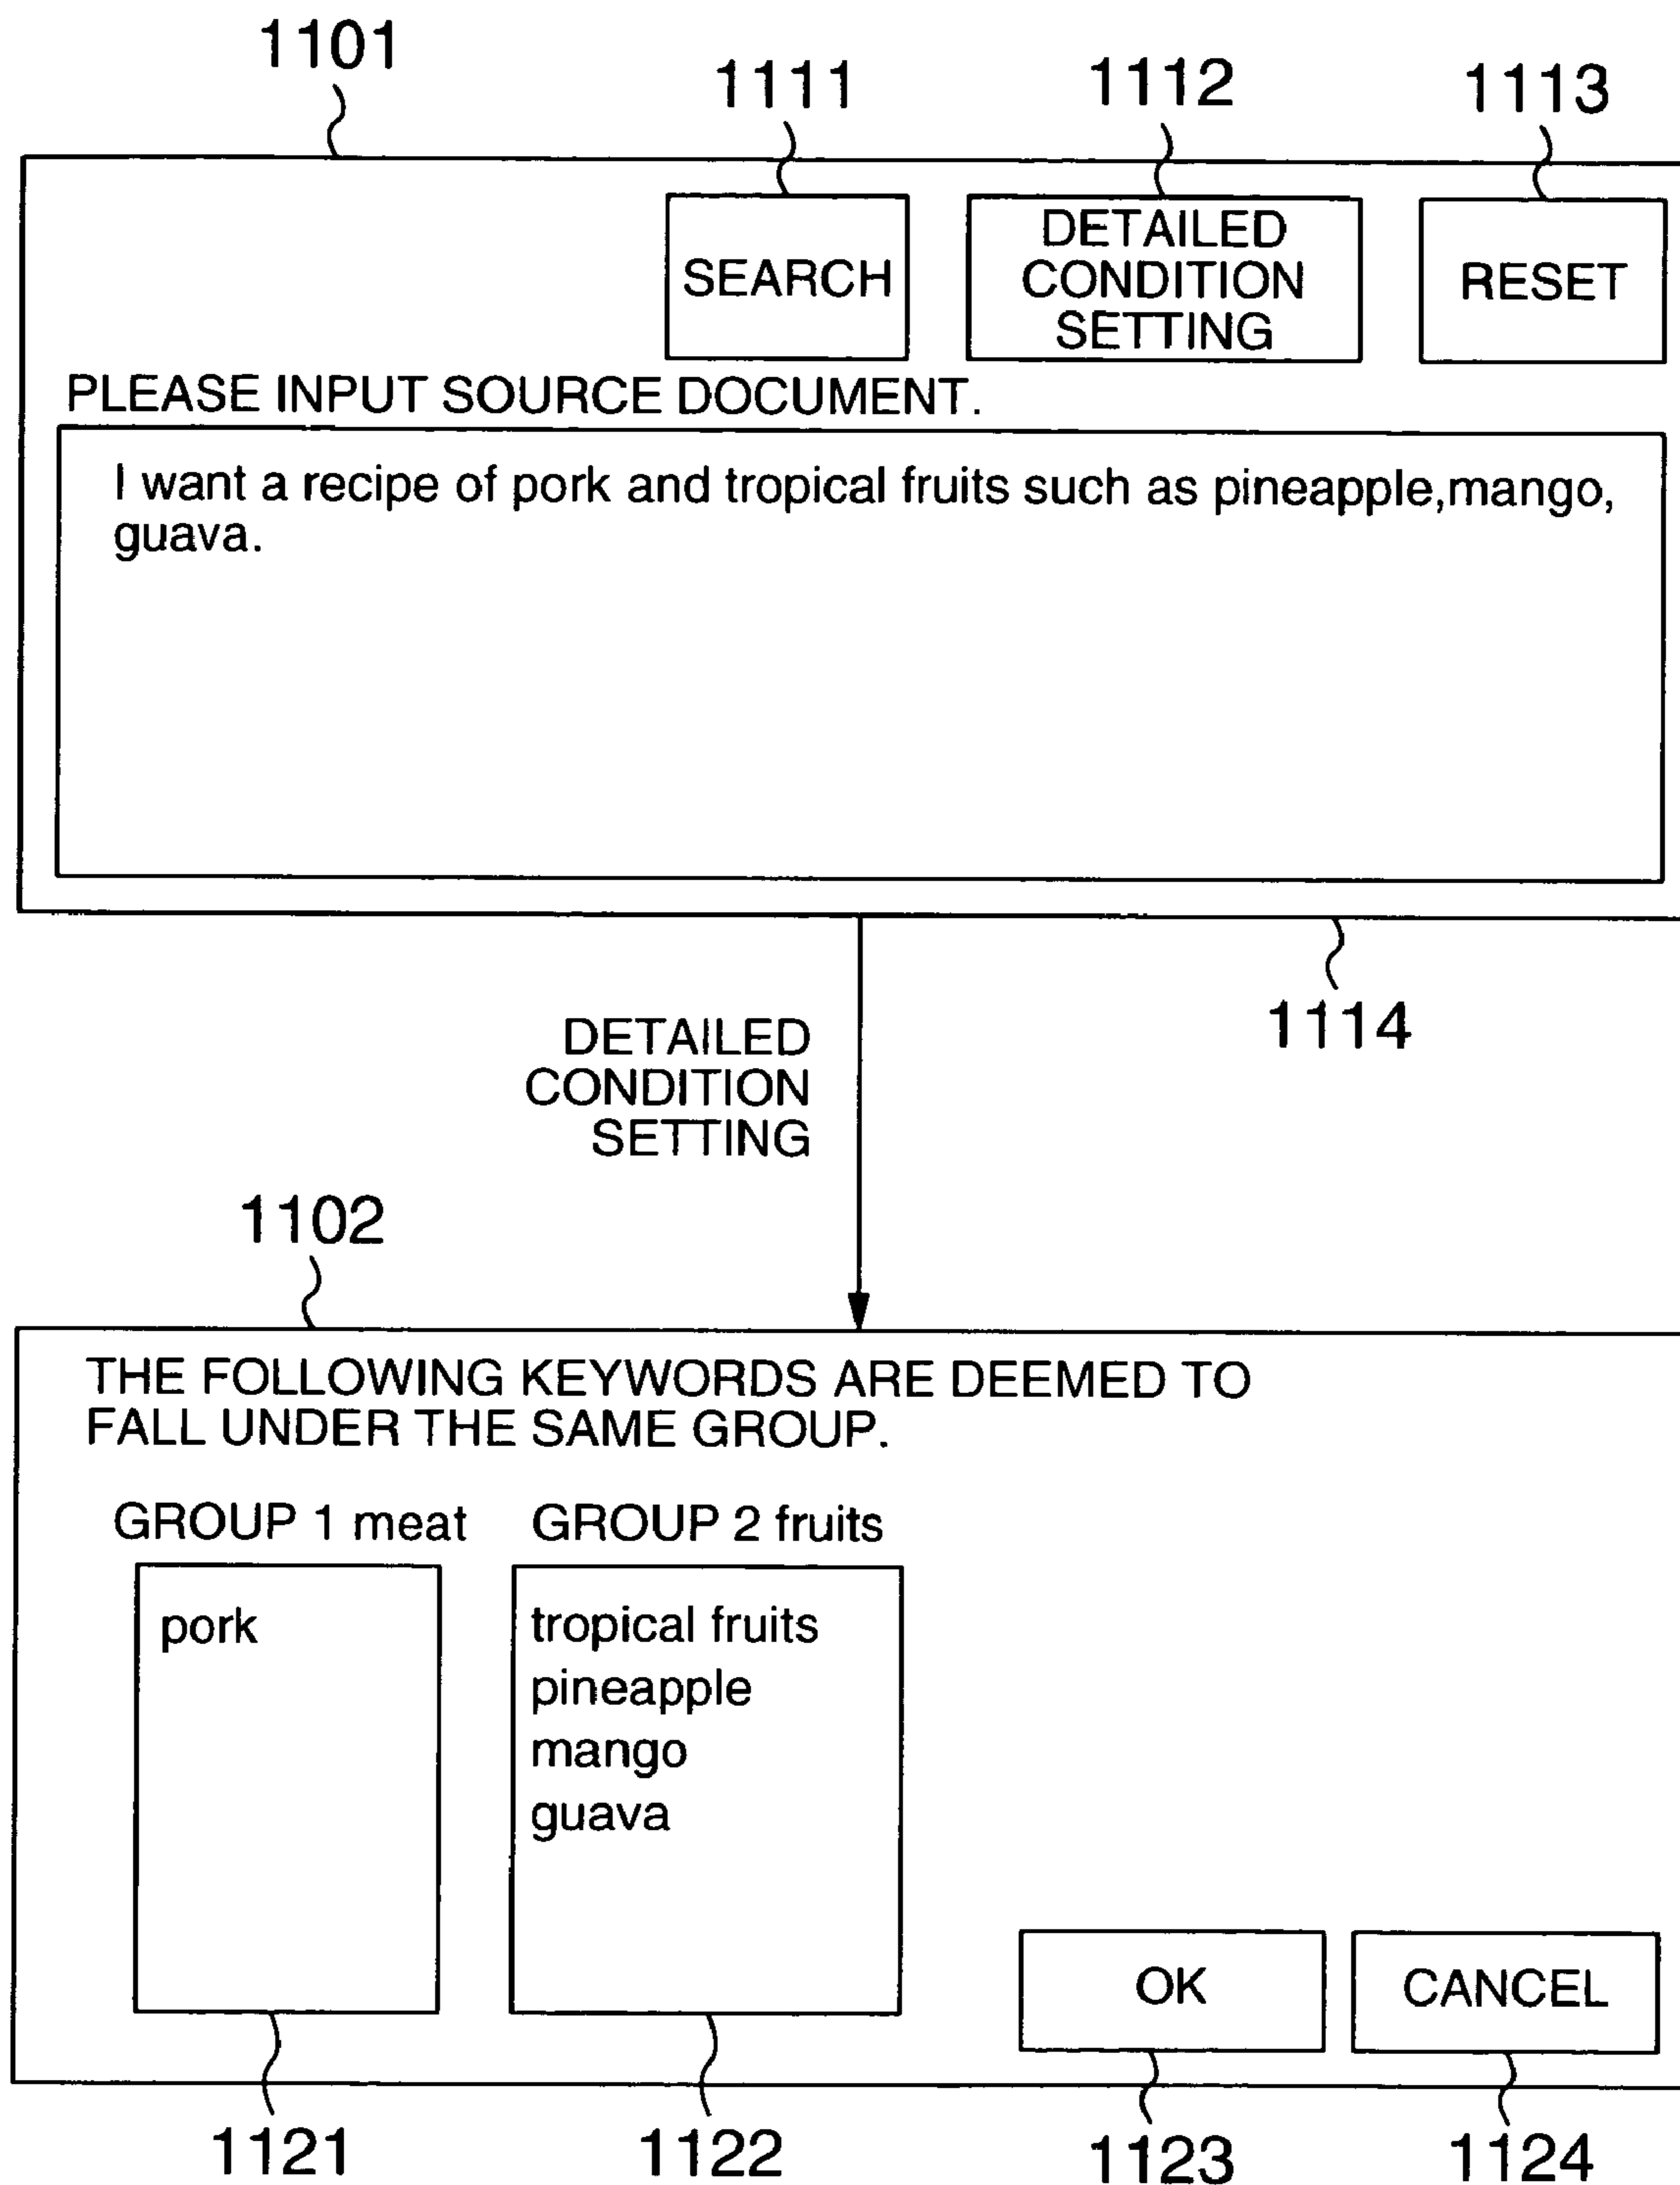 1101
1111
1112
1113
SEARCH
DETAILED
CONDITION
SETTING
RESET
PLEASE INPUT SOURCE DOCUMENT.
I want a recipe of pork and tropical fruits such as pineapple,mango,
guava.
1114
DETAILED
CONDITION
SETTING
1102
THE FOLLOWING KEYWORDS ARE DEEMED TO
FALL UNDER THE SAME GROUP.
GROUP 1 meat
GROUP 2 fruits
pork
tropical fruits
pineapple
mango
guava
OK
CANCEL
1121
1122
1123
1124